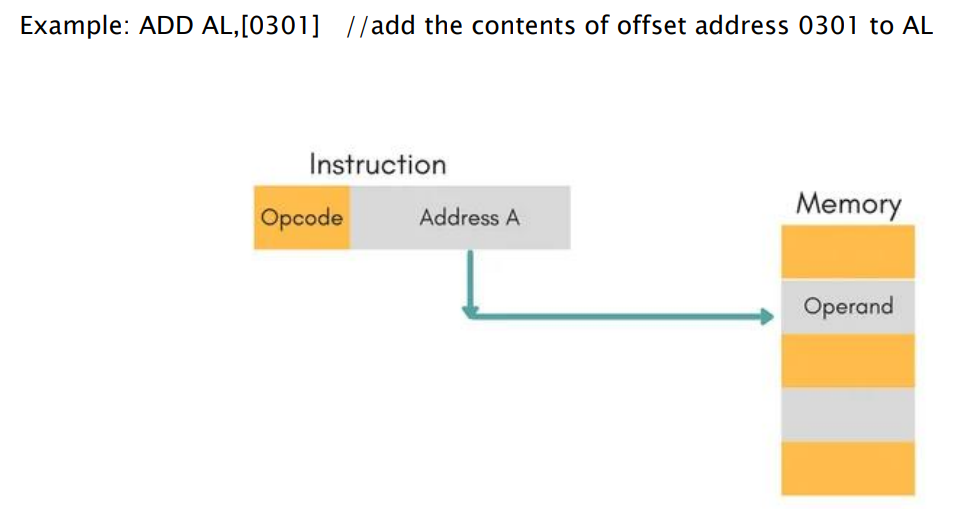 Example: ADD AL,[0301]   //add the contents of offset address 0301 to AL
Instruction
Opcode
Address A
Memory
Operand